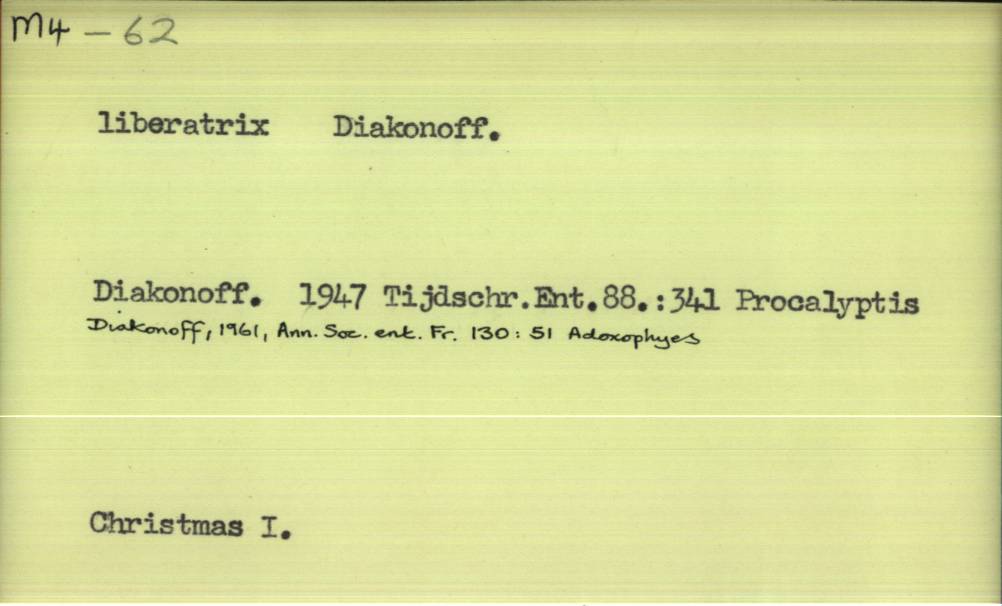 M4 — 62
liberatrix Diakonoff.
Diakonoff. 1947 Tijdschr.Ent.88.:341 Procalyptis
Diakonoff, 1961, Ann. Soc. ent. Fr. 130 : 51 Adoxophyes
Christmas I.